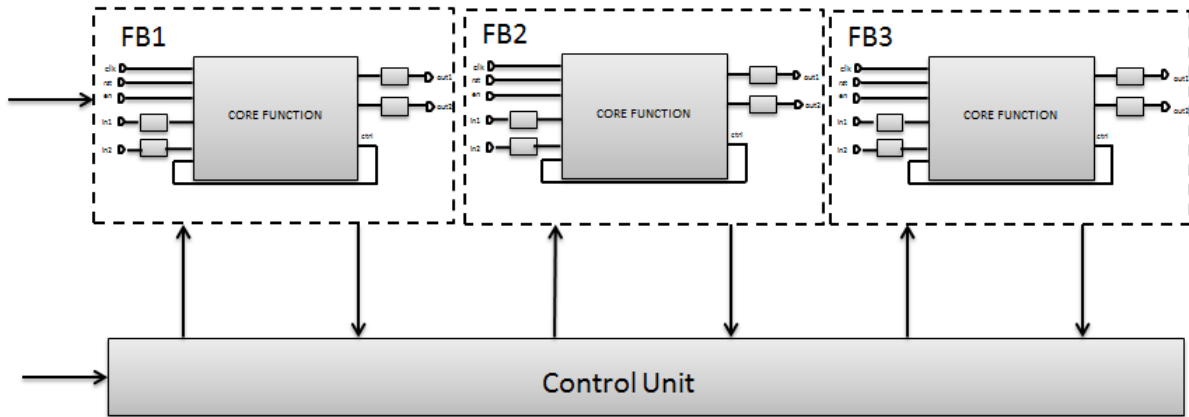 FB1
clk
rst
en
in1
in2
CORE FUNCTION
out1
out2
ctrl
FB2
clk
rst
en
in1
in2
CORE FUNCTION
out1
out2
ctrl
FB3
clk
rst
en
in1
in2
CORE FUNCTION
out1
out2
ctrl
Control Unit